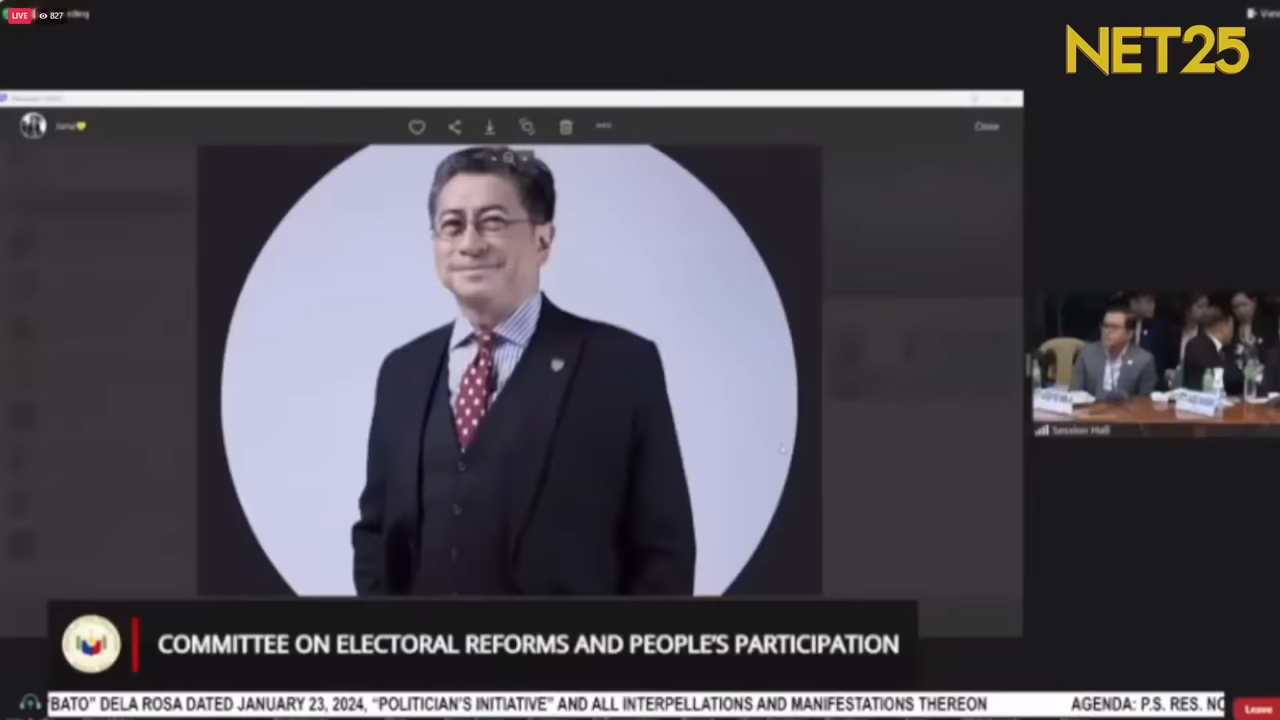 LIVE 827
NET25
Close
Session Hall
COMMITTEE ON ELECTORAL REFORMS AND PEOPLE'S PARTICIPATION
BATO" DELA ROSA DATED JANUARY 23, 2024, "POLITICIAN'S INITIATIVE" AND ALL INTERPELLATIONS AND MANIFESTATIONS THEREON AGENDA: P.S. RES. NO
Leave